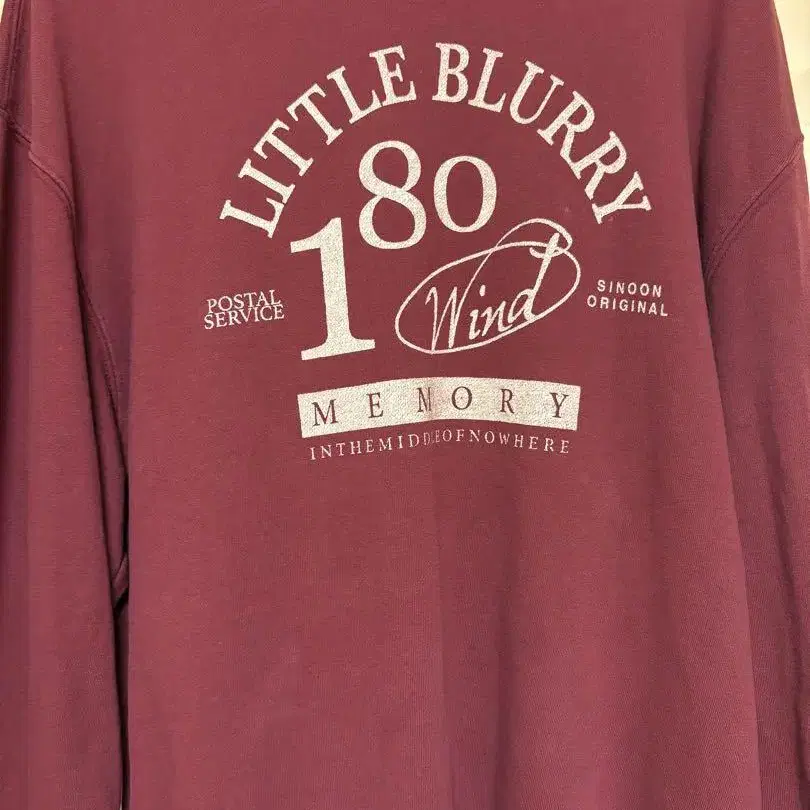 LITTLE BLURRY
180
Wind
POSTAL
SERVICE
SINOON
ORIGINAL
MEMORY
INTHEMIDDLEOFNOWHERE